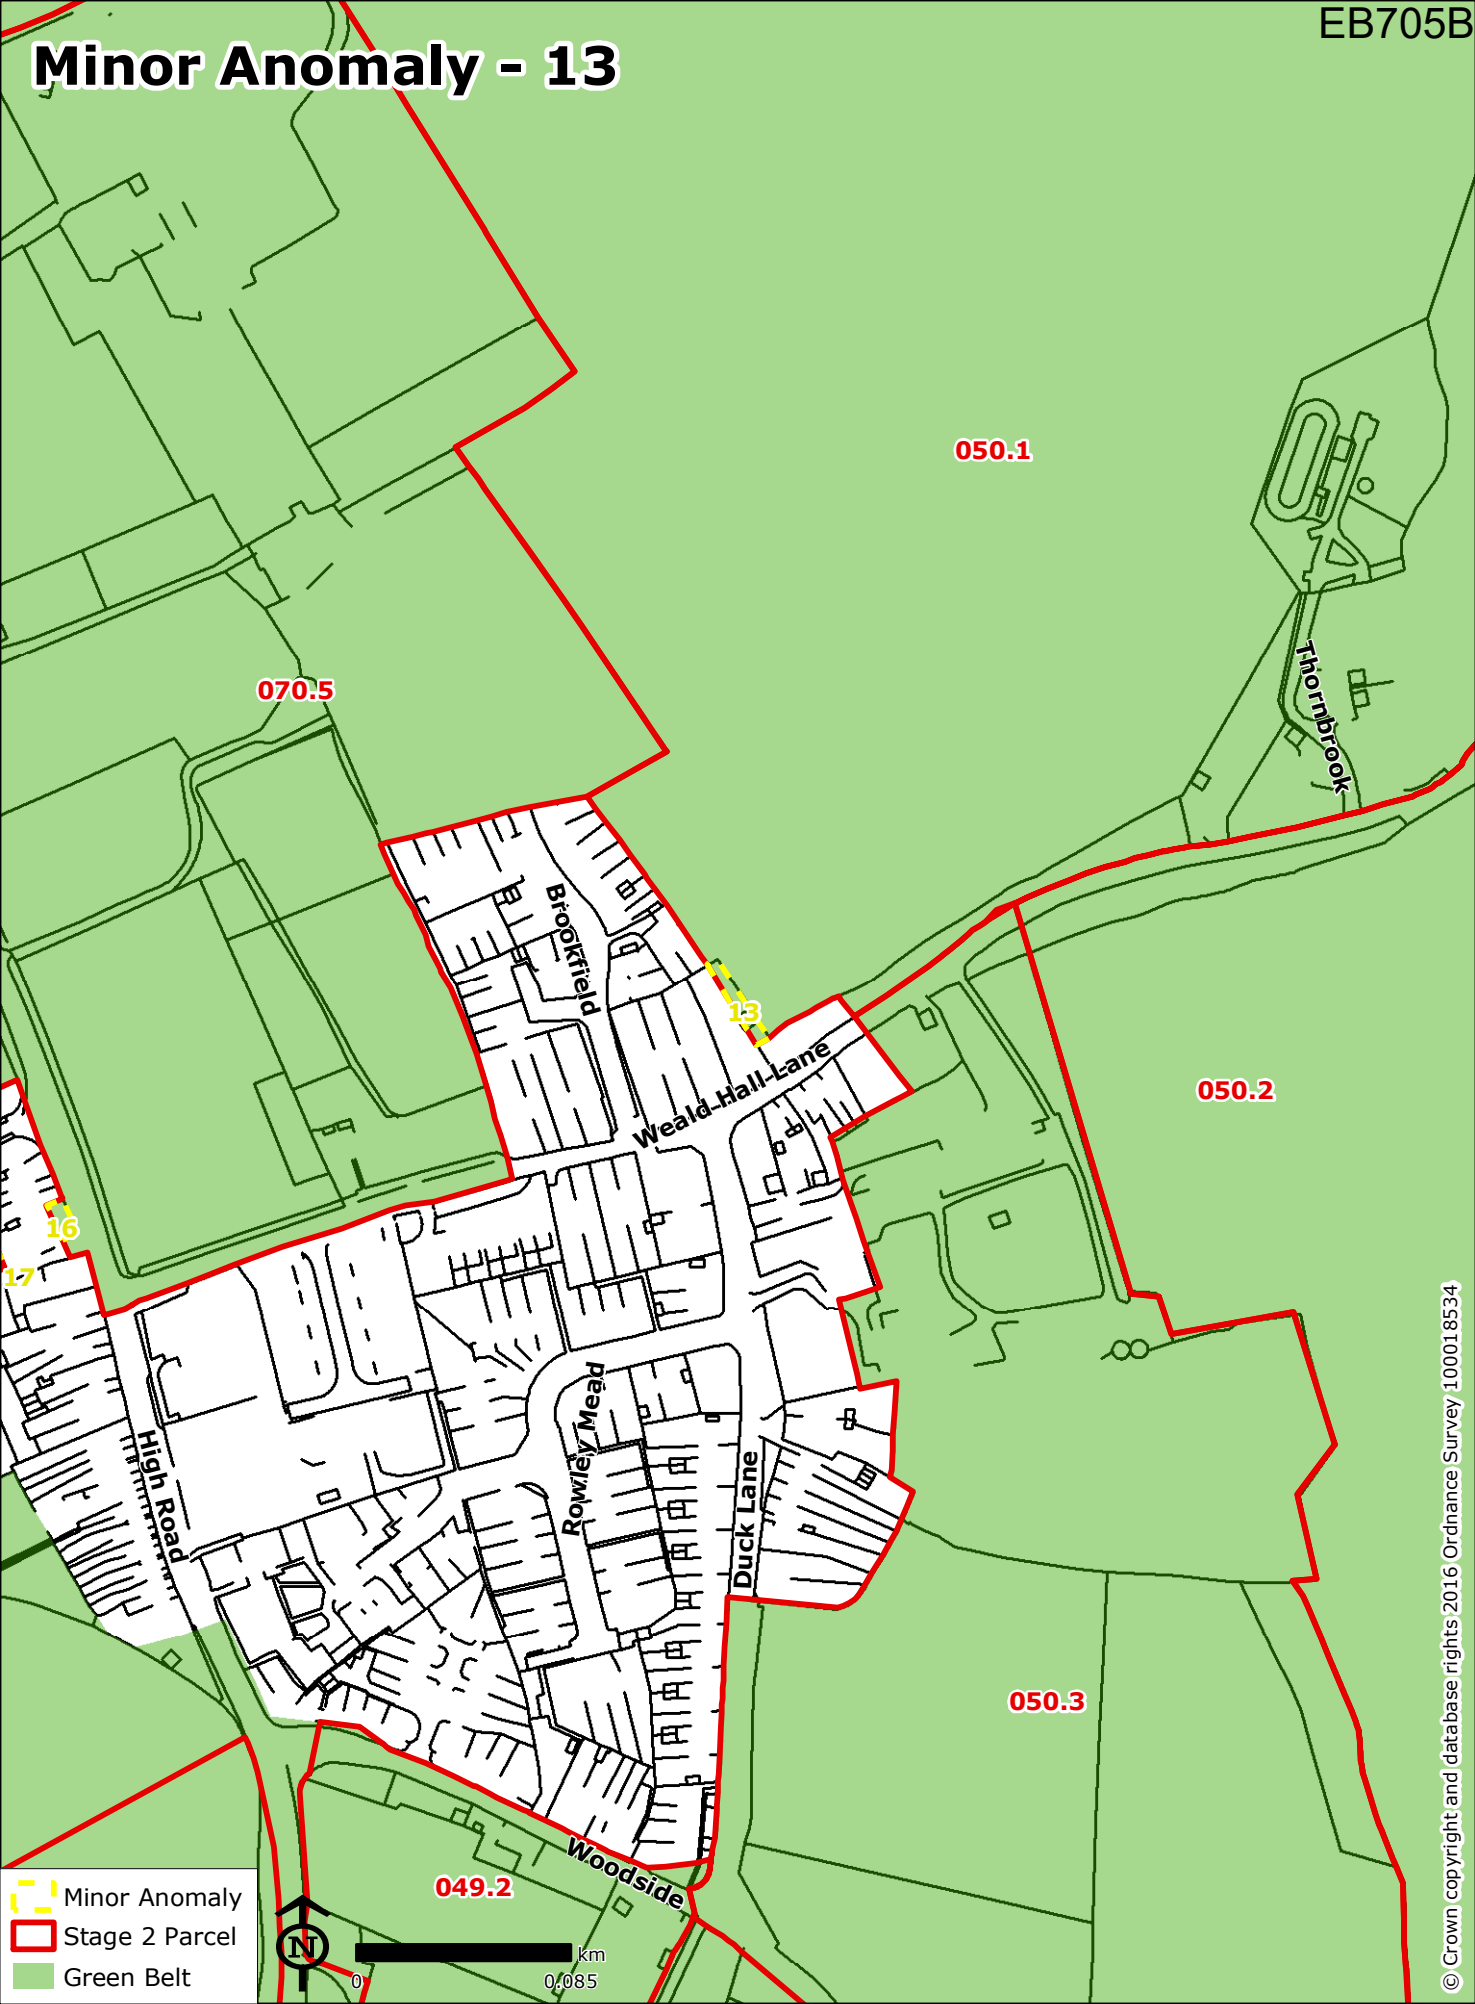 EB705B
Minor Anomaly - 13
050.1
Thornbrook
070.5
Brookfield
13
Weald Hall Lane
050.2
16
17
High Road
Rowley Mead
Duck Lane
050.3
Woodside
049.2
Minor Anomaly
Stage 2 Parcel
Green Belt
N
km
0
0.085
© Crown copyright and database rights 2016 Ordnance Survey 100018534